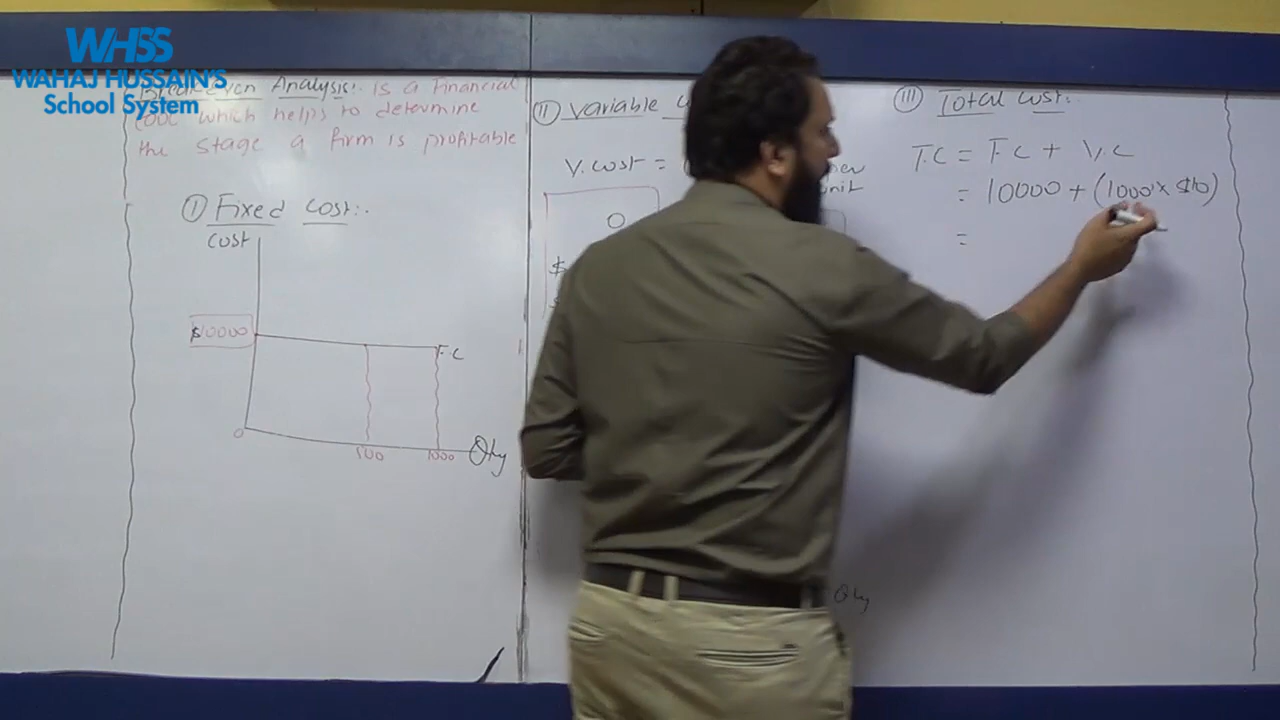 WHSS
WAHAJ HUSSAIN'S
School System
Break-Even Analysis:. is a Financial
tool which helps to determine
the stage a firm is profitable
I Fixed cost:.
cost
$10000
F.C
0
500
1000
Qty
II Variable
V.cost =
per
unit
0
$
Qty
III Total cost:.
T.C = F.C + V.C
= 10000 + (1000 x $10)
=